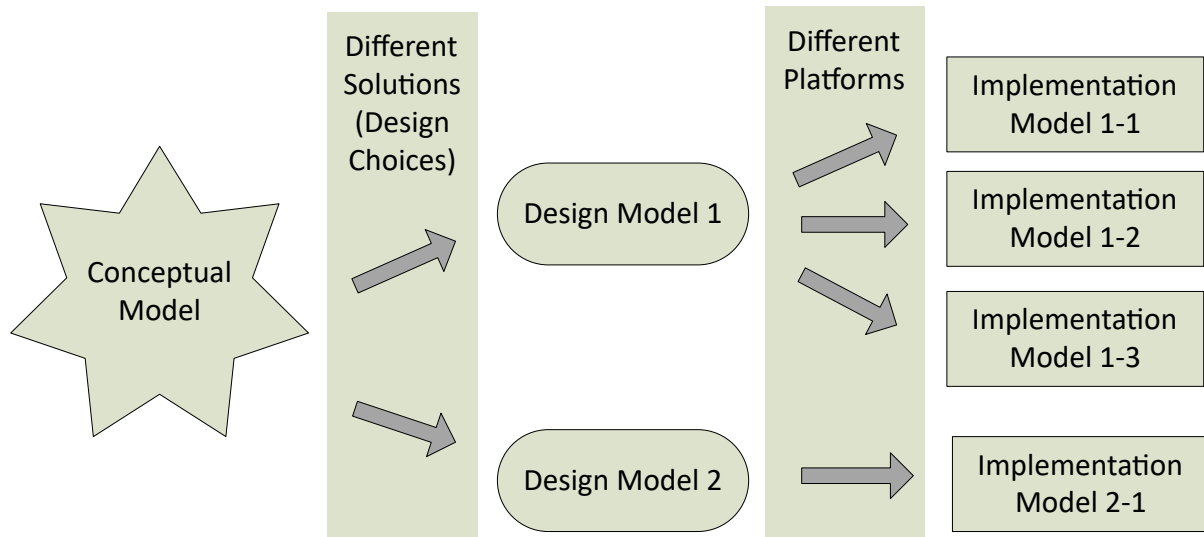 Conceptual
Model
Different
Solutions
(Design
Choices)
Design Model 1
Design Model 2
Different
Platforms
Implementation
Model 1-1
Implementation
Model 1-2
Implementation
Model 1-3
Implementation
Model 2-1